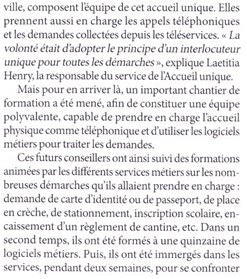 ville, composent l'équipe de cet accueil unique. Elles
prennent aussi en charge les appels téléphoniques
et les demandes collectées depuis les téléservices. « La
volonté était d'adopter le principe d'un interlocuteur
unique pour toutes les démarches », explique Laetitia
Henry, la responsable du service de l'Accueil unique.
Mais pour en arriver là, un important chantier de
formation a été mené, afin de constituer une équipe
polyvalente, capable de prendre en charge l'accueil
physique comme téléphonique et d'utiliser les logiciels
métiers pour traiter les demandes.
Ces futurs conseillers ont ainsi suivi des formations
animées par les différents services métiers sur les nom-
breuses démarches qu'ils allaient prendre en charge :
demande de carte d'identité ou de passeport, de place
en crèche, de stationnement, inscription scolaire, en-
caissement d'un règlement de cantine, etc. Dans un
second temps, ils ont été formés à une quinzaine de
logiciels métiers. Puis, ils ont été immergés dans les
services, pendant deux semaines, pour se confronter